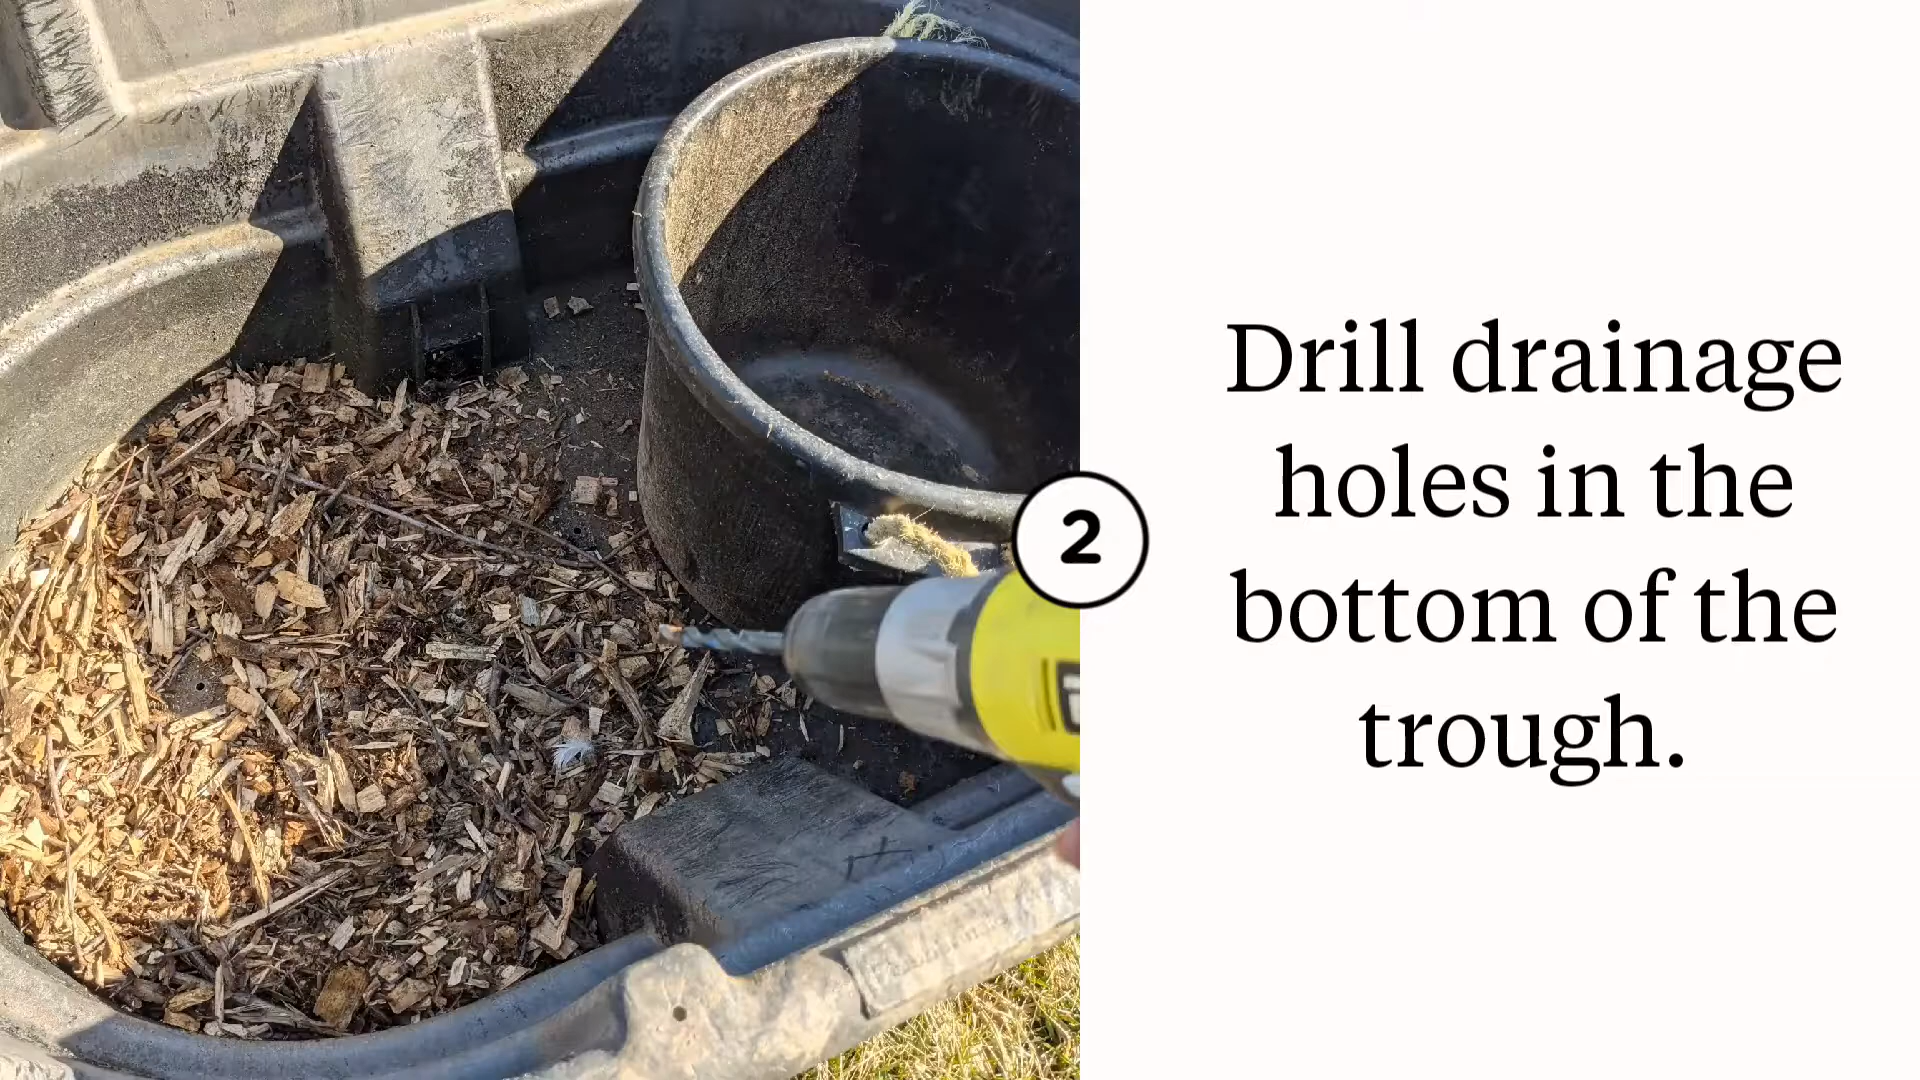 Drill drainage
holes in the
2
bottom of the
trough.